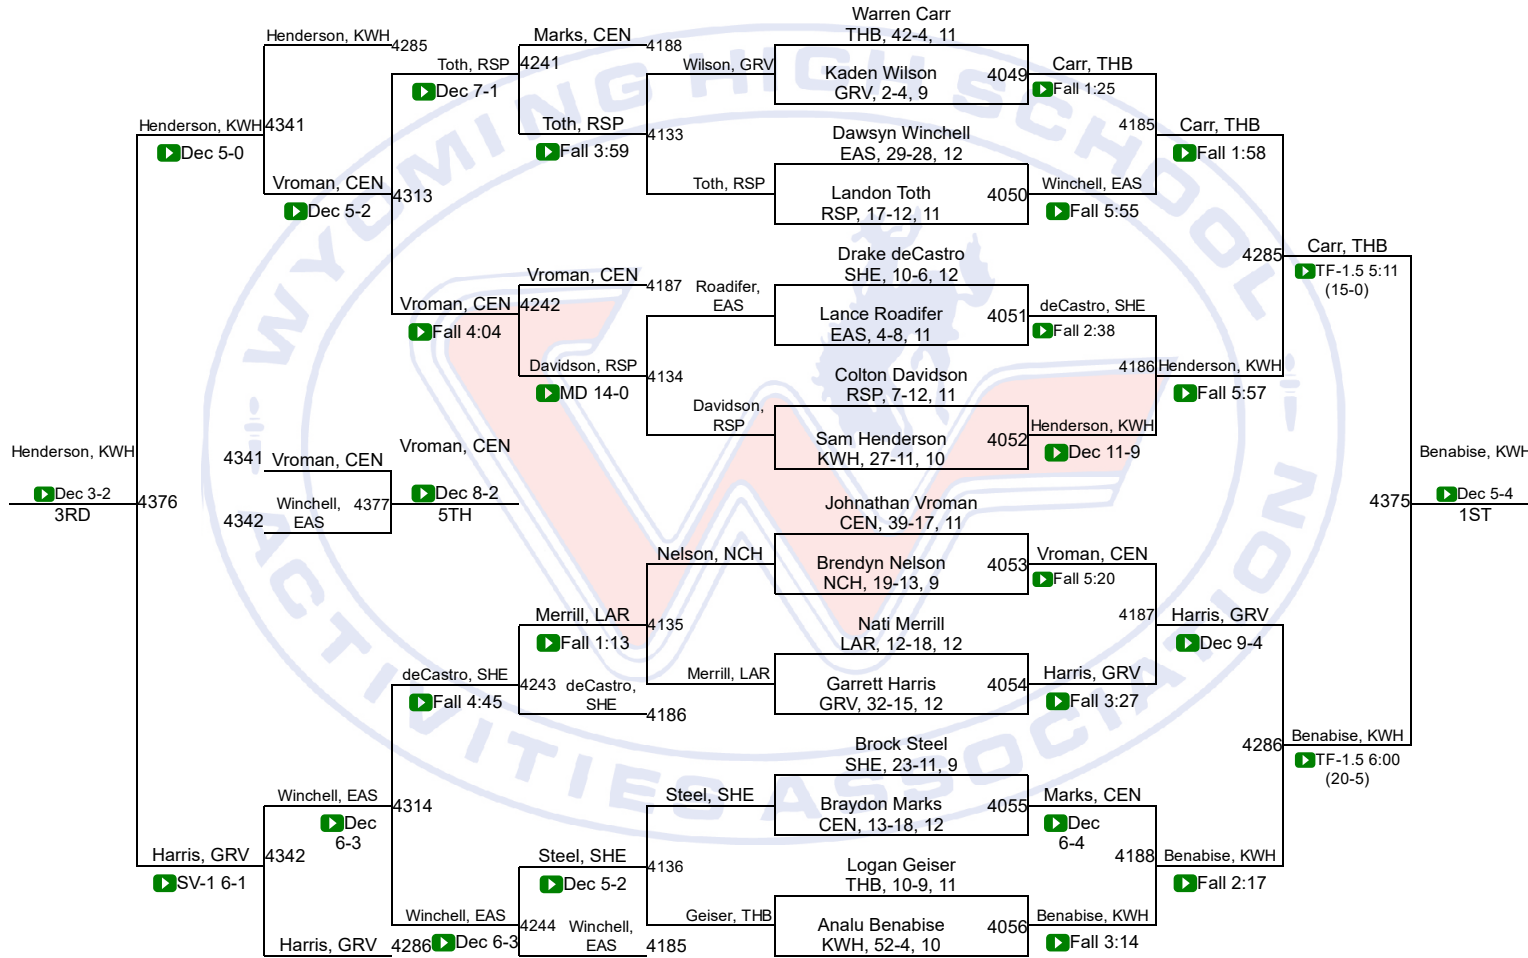 Warren Carr
THB, 42-4, 11
Henderson, KWH
4285
Marks, CEN
4188
Toth, RSP
4241
Dec 7-1
Wilson, GRV
Kaden Wilson
GRV, 2-4, 9
4049
Carr, THB
Fall 1:25
Henderson, KWH
4341
Dec 5-0
Toth, RSP
4133
Fall 3:59
Dawsyn Winchell
EAS, 29-28, 12
4185
Carr, THB
Fall 1:58
Vroman, CEN
4313
Dec 5-2
Toth, RSP
Landon Toth
RSP, 17-12, 11
4050
Winchell, EAS
Fall 5:55
Drake deCastro
SHE, 10-6, 12
4285
Carr, THB
TF-1.5 5:11
(15-0)
Vroman, CEN
4187
Roadifer,
EAS
Vroman, CEN
4242
Fall 4:04
Lance Roadifer
EAS, 4-8, 11
4051
deCastro, SHE
Fall 2:38
Davidson, RSP
4134
MD 14-0
Colton Davidson
RSP, 7-12, 11
4186
Henderson, KWH
Fall 5:57
Davidson,
RSP
Sam Henderson
KWH, 27-11, 10
4052
Henderson, KWH
Dec 11-9
Henderson, KWH
Dec 3-2
3RD
4376
4341
Vroman, CEN
Vroman, CEN
Winchell,
EAS
4377
4342
Dec 8-2
5TH
Benabise, KWH
4375
Dec 5-4
1ST
Johnathan Vroman
CEN, 39-17, 11
Nelson, NCH
Brendyn Nelson
NCH, 19-13, 9
4053
Vroman, CEN
Fall 5:20
Merrill, LAR
4135
Fall 1:13
Nati Merrill
LAR, 12-18, 12
4187
Harris, GRV
Dec 9-4
deCastro, SHE
4243
Fall 4:45
deCastro,
SHE
4186
Merrill, LAR
Garrett Harris
GRV, 32-15, 12
4054
Harris, GRV
Fall 3:27
Brock Steel
SHE, 23-11, 9
4286
Benabise, KWH
TF-1.5 6:00
(20-5)
Winchell, EAS
4314
Dec
6-3
Steel, SHE
Braydon Marks
CEN, 13-18, 12
4055
Marks, CEN
Dec
6-4
Harris, GRV
4342
SV-1 6-1
Steel, SHE
4136
Dec 5-2
Logan Geiser
THB, 10-9, 11
4188
Benabise, KWH
Fall 2:17
Winchell, EAS
4244
Dec 6-3
Winchell,
EAS
4185
Geiser, THB
Analu Benabise
KWH, 52-4, 10
4056
Benabise, KWH
Fall 3:14
Harris, GRV
4286
WYOMING HIGH SCHOOL
ACTIVITIES ASSOCIATION